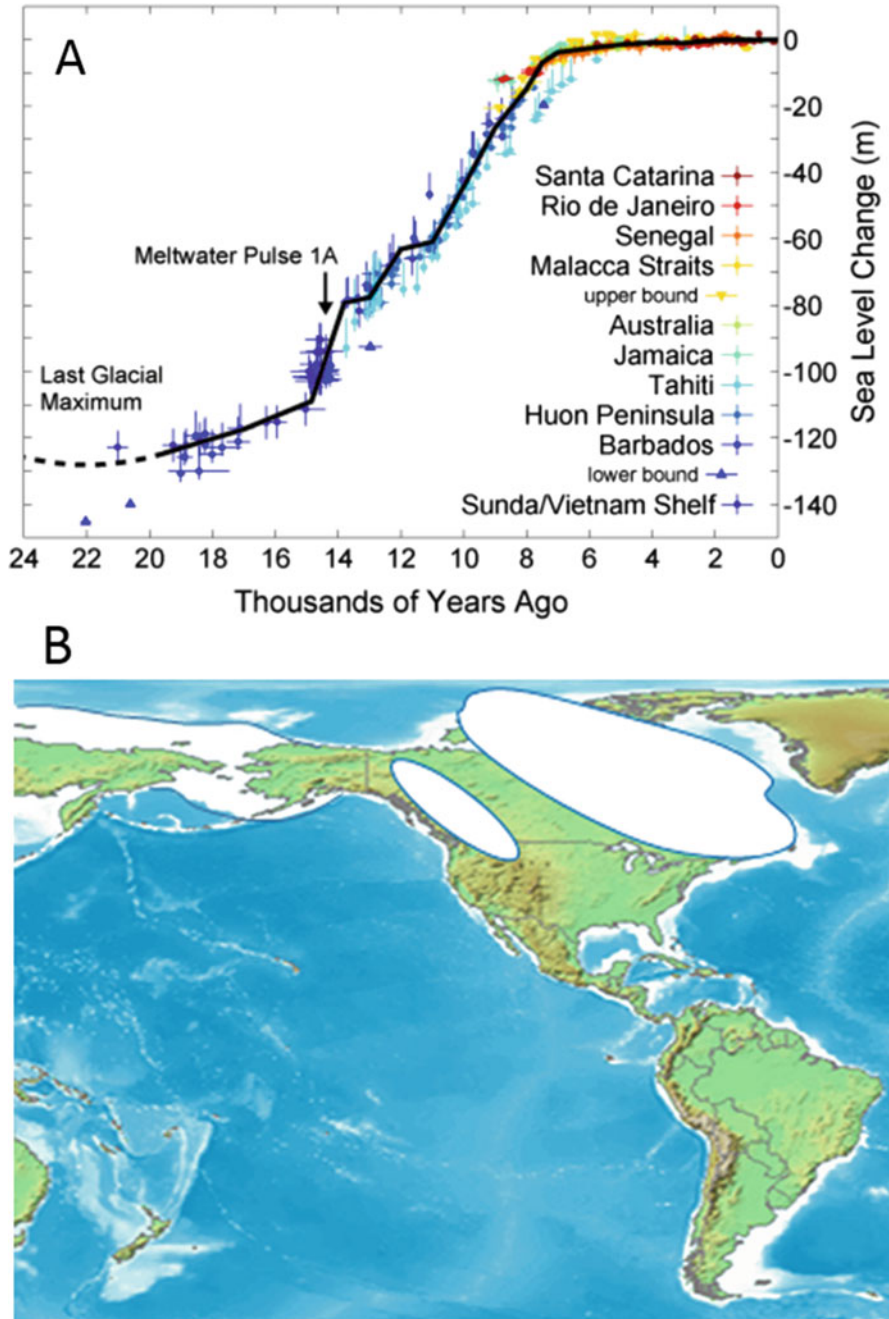 A
0
-20
-40
-60
-80
-100
-120
-140
Sea Level Change (m)
Santa Catarina
Rio de Janeiro
Senegal
Malacca Straits
upper bound
Australia
Jamaica
Tahiti
Huon Peninsula
Barbados
lower bound
Sunda/Vietnam Shelf
Meltwater Pulse 1A
Last Glacial
Maximum
24 22 20 18 16 14 12 10 8 6 4 2 0
Thousands of Years Ago
B